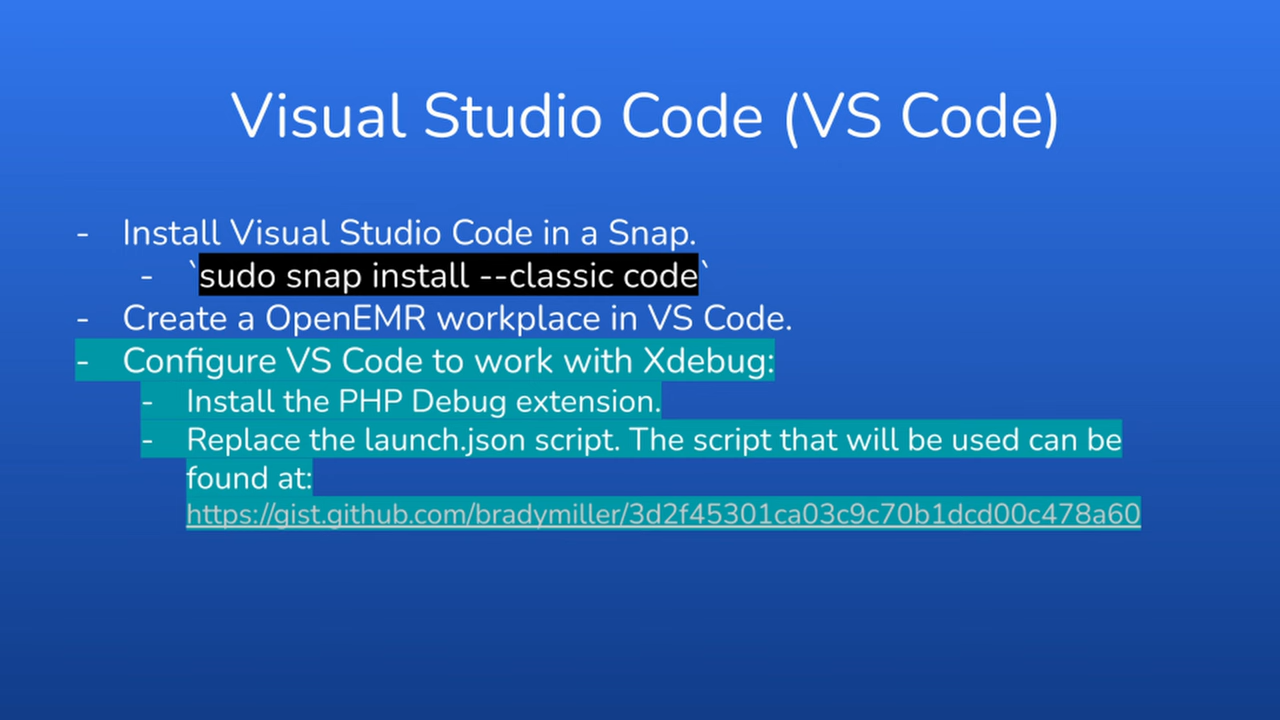 Visual Studio Code (VS Code)
- Install Visual Studio Code in a Snap.
- `sudo snap install --classic code`
- Create a OpenEMR workplace in VS Code.
- Configure VS Code to work with Xdebug:
- Install the PHP Debug extension.
- Replace the launch.json script. The script that will be used can be
found at:
https://gist.github.com/bradymiller/3d2f45301ca03c9c70b1dcd00c478a60